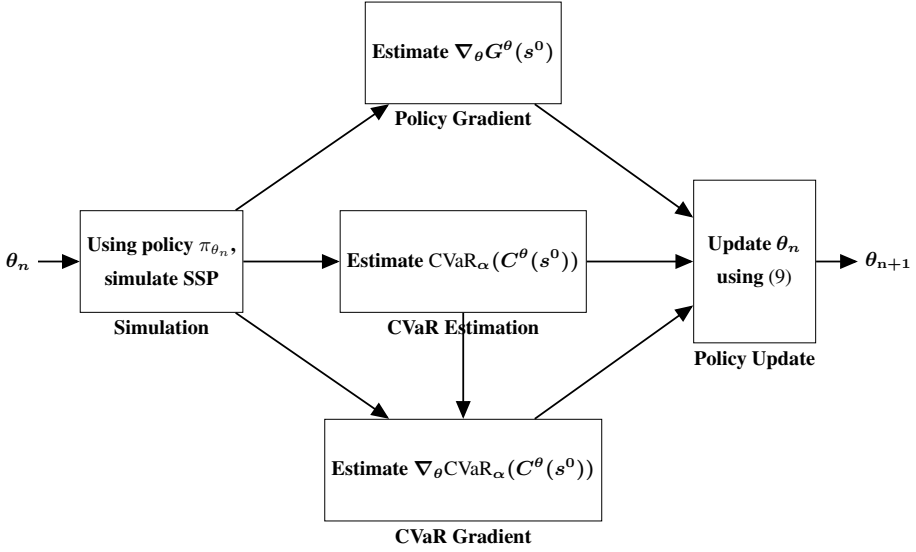 Estimate ∇θGθ(s⁰)
Policy Gradient
θn
Using policy πθn,
simulate SSP
Simulation
Estimate CVaRα(Cθ(s⁰))
CVaR Estimation
Update θn
using (9)
Policy Update
θn+1
Estimate ∇θCVaRα(Cθ(s⁰))
CVaR Gradient